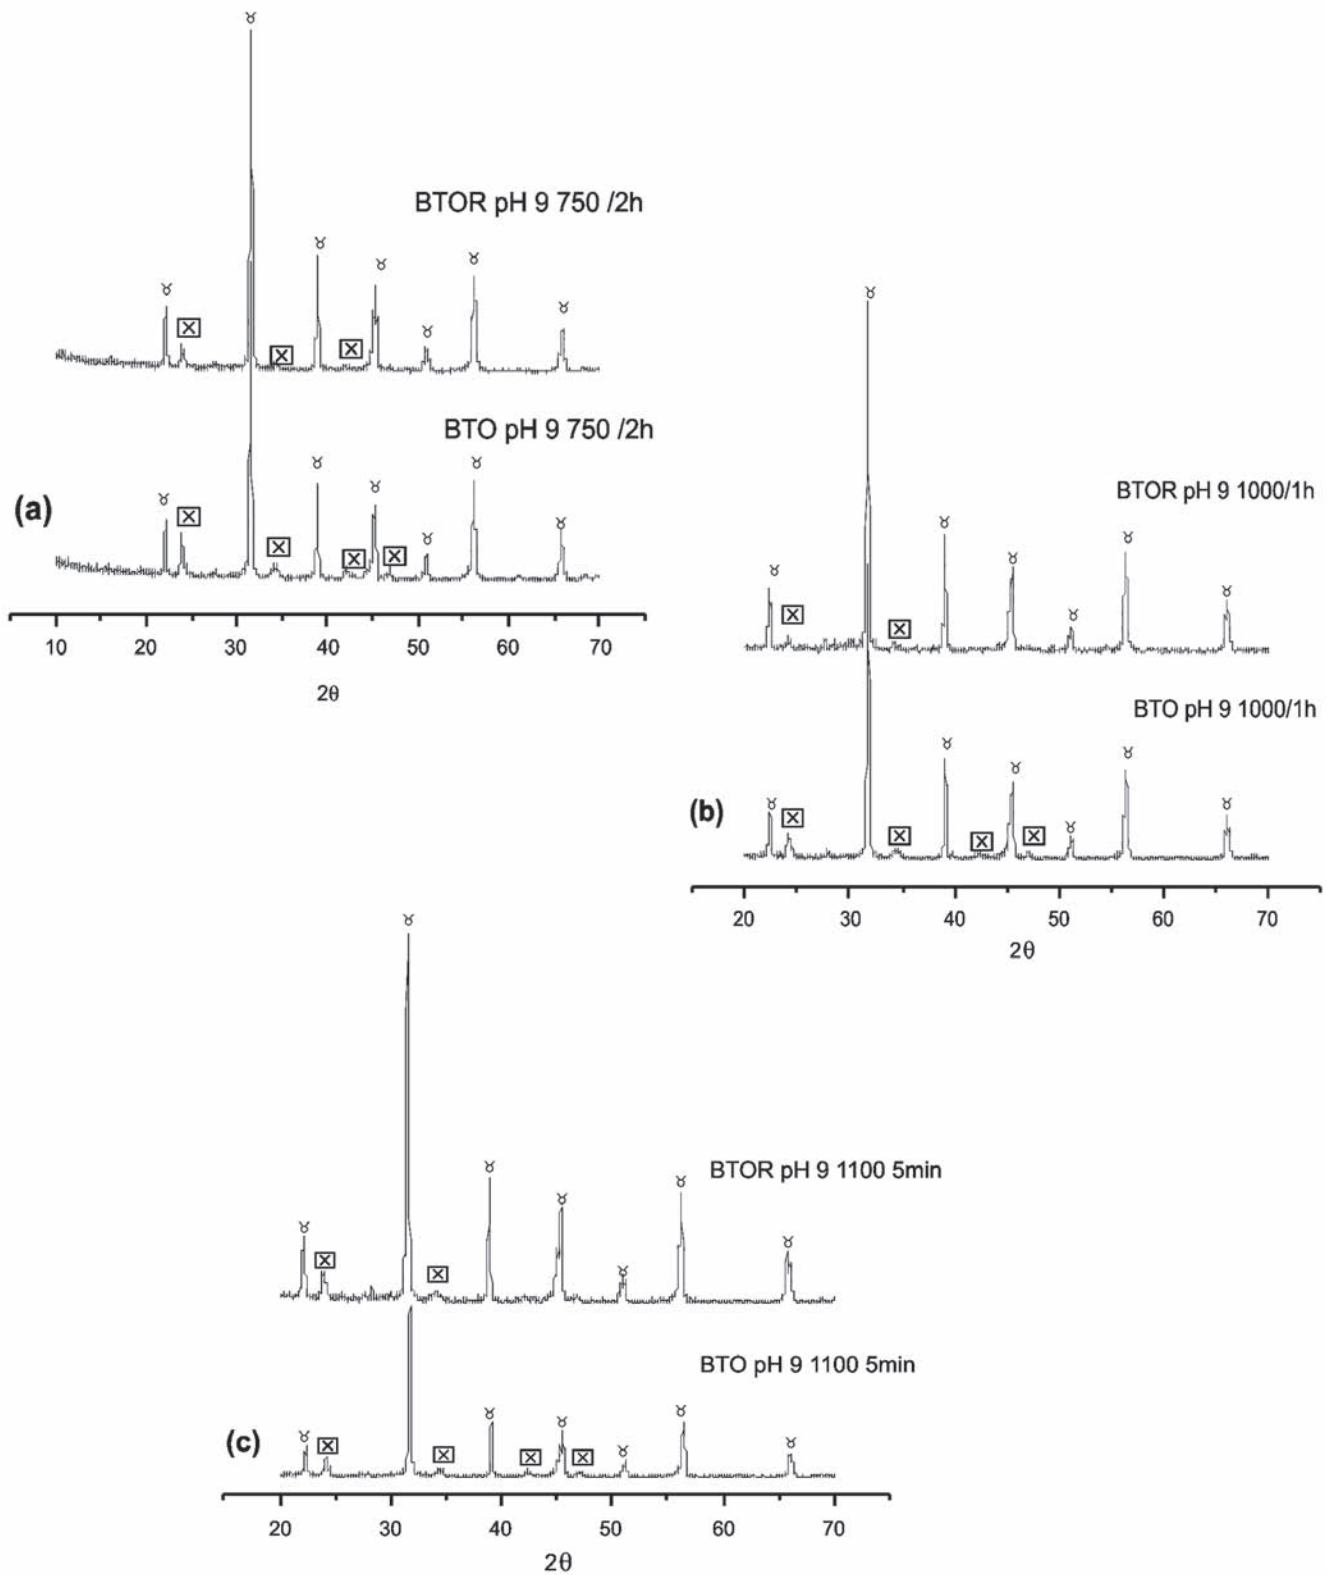 BTOR pH 9 750 /2h
BTO pH 9 750 /2h
(a)
10 20 30 40 50 60 70
2θ
BTOR pH 9 1000/1h
BTO pH 9 1000/1h
(b)
20 30 40 50 60 70
2θ
BTOR pH 9 1100 5min
BTO pH 9 1100 5min
(c)
20 30 40 50 60 70
2θ